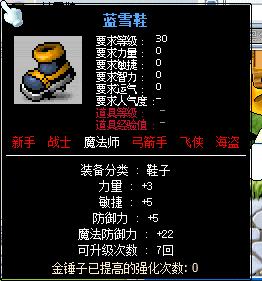 蓝雪鞋
要求等级: 30
要求力量: 0
要求敏捷: 0
要求智力: 0
要求运气: 0
要求人气度: -
道具等级: -
道具经验值: -
新手 战士 魔法师 弓箭手 飞侠 海盗
装备分类: 鞋子
力量: +3
敏捷: +5
防御力: +5
魔法防御力: +22
可升级次数: 7回
金锤子已提高的强化次数: 0